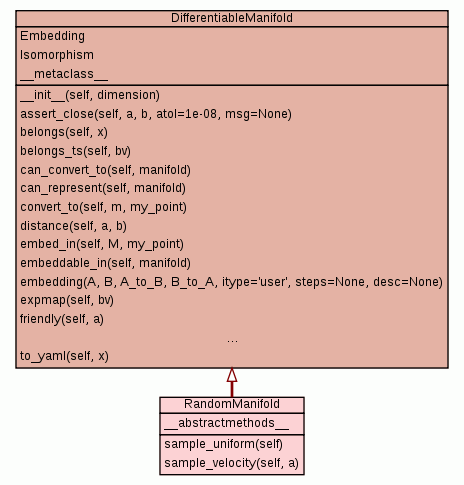 DifferentiableManifold
Embedding
Isomorphism
__metaclass__
__init__(self, dimension)
assert_close(self, a, b, atol=1e-08, msg=None)
belongs(self, x)
belongs_ts(self, bv)
can_convert_to(self, manifold)
can_represent(self, manifold)
convert_to(self, m, my_point)
distance(self, a, b)
embed_in(self, M, my_point)
embeddable_in(self, manifold)
embedding(A, B, A_to_B, B_to_A, itype='user', steps=None, desc=None)
expmap(self, bv)
friendly(self, a)
...
to_yaml(self, x)
RandomManifold
__abstractmethods__
sample_uniform(self)
sample_velocity(self, a)